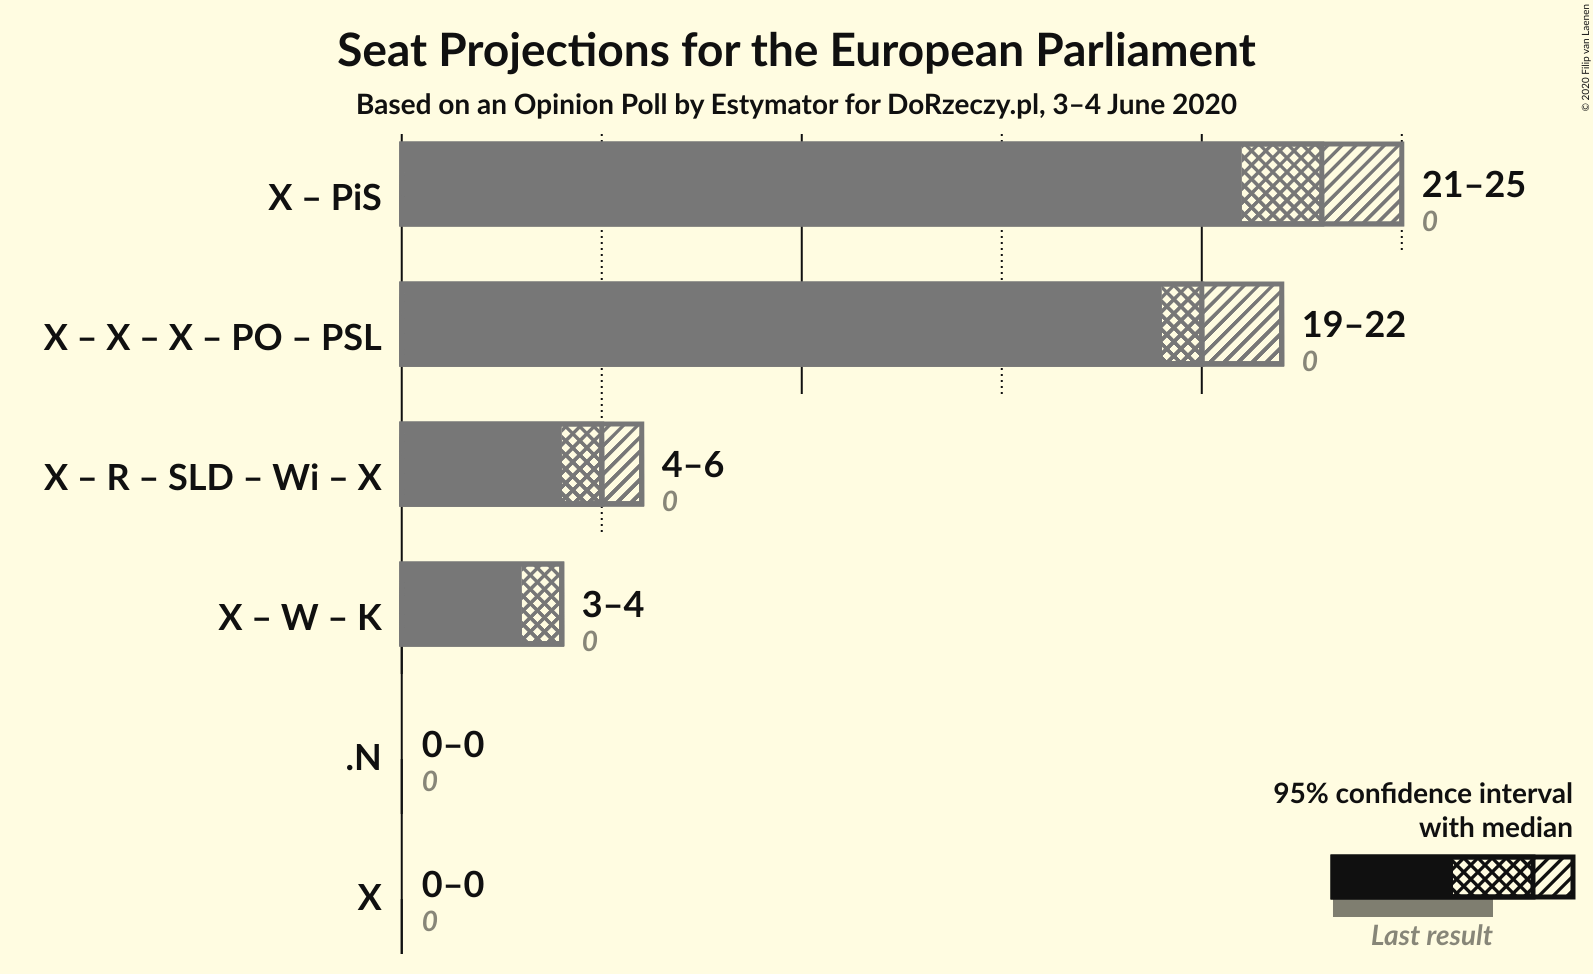 Seat Projections for the European Parliament
Based on an Opinion Poll by Estymator for DoRzeczy.pl, 3–4 June 2020
© 2020 Filip van Laenen
X – PiS
21–25
0
X – X – X – PO – PSL
19–22
0
X – R – SLD – Wi – X
4–6
0
X – W – K
3–4
0
.N
0–0
0
X
0–0
0
95% confidence interval
with median
Last result